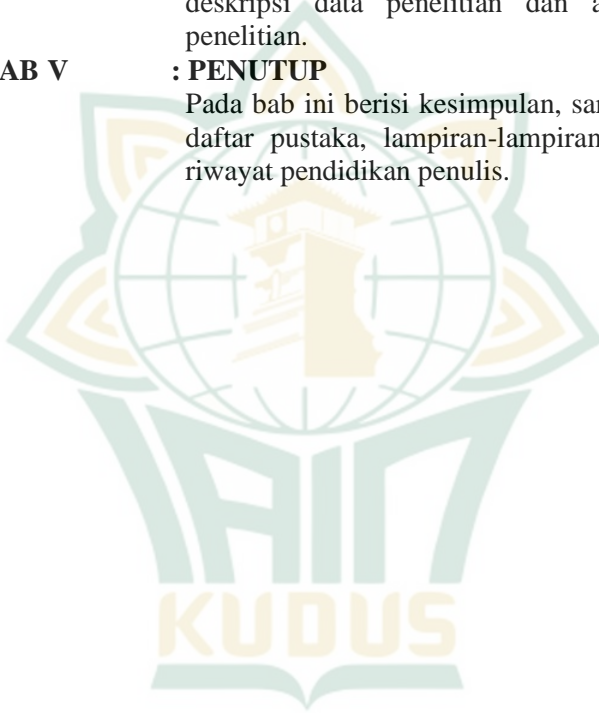 deskripsi data penelitian dan
penelitian.
AB V : PENUTUP
Pada bab ini berisi kesimpulan,
daftar pustaka, lampiran-lampiran
riwayat pendidikan penulis.
IAIN
KUDUS